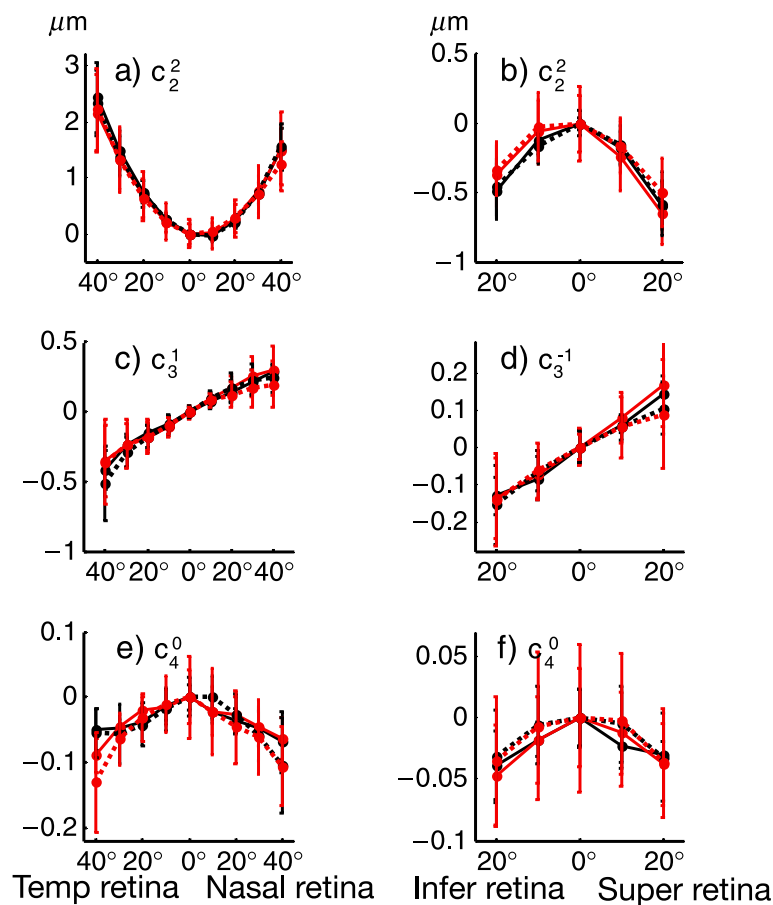 μm
μm
a) c₂²
3
2
1
0
40° 20° 0° 20° 40°
b) c₂²
0.5
0
−0.5
−1
20° 0° 20°
c) c₃¹
0.5
0
−0.5
−1
40° 20° 0° 20° 40°
d) c₃⁻¹
0.2
0.1
0
−0.1
−0.2
20° 0° 20°
e) c₄⁰
0.1
0
−0.1
−0.2
40° 20° 0° 20° 40°
Temp retina Nasal retina
f) c₄⁰
0.05
0
−0.05
−0.1
20° 0° 20°
Infer retina Super retina